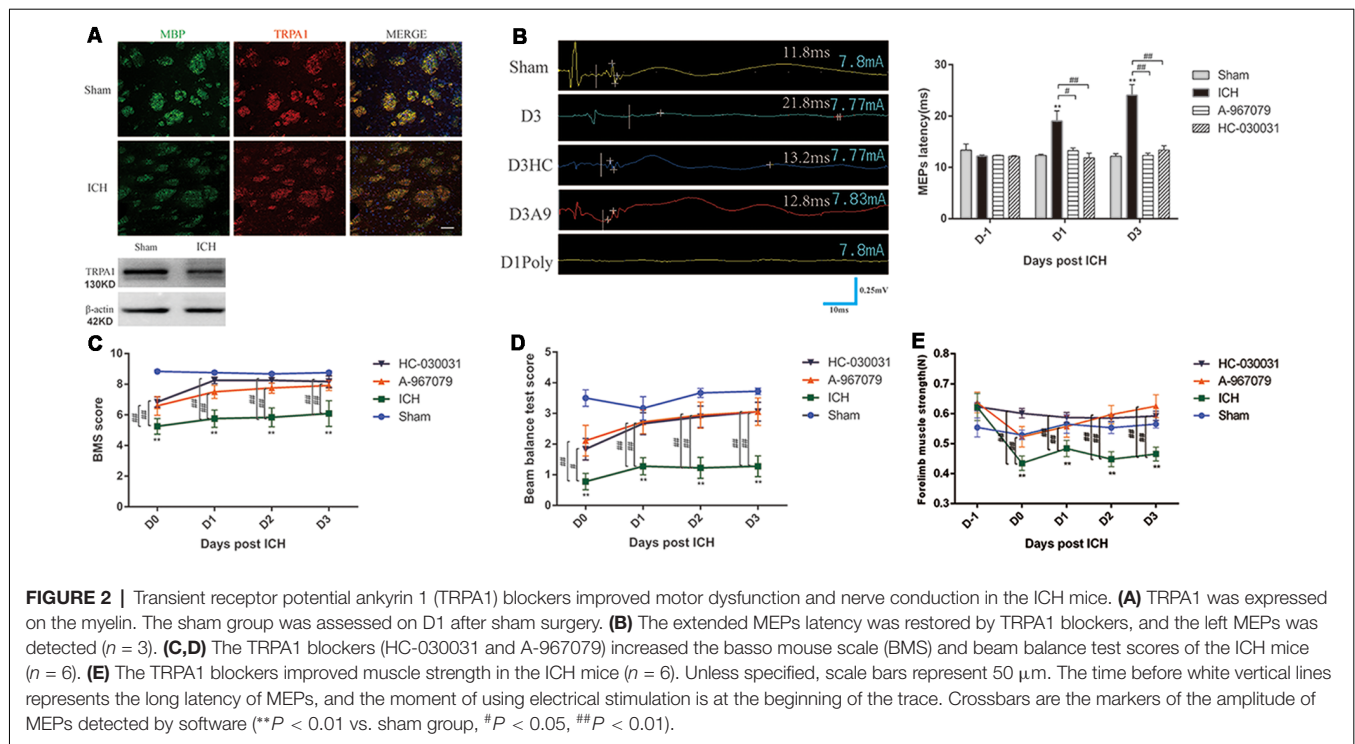 A
MBP
TRPA1
MERGE
Sham
ICH
Sham
ICH
TRPA1
130KD
β-actin
42KD
B
Sham
11.8ms
7.8mA
D3
21.8ms
7.77mA
D3HC
13.2ms
7.77mA
D3A9
12.8ms
7.83mA
D1Poly
7.8mA
0.25mV
10ms
MEPs latency(ms)
30
20
10
0
**
#
##
**
##
##
D-1
D1
D3
Days post ICH
Sham
ICH
A-967079
HC-030031
C
BMS score
10
8
6
4
2
0
##
##
##
##
##
##
##
##
**
**
**
**
D0
D1
D2
D3
Days post ICH
HC-030031
A-967079
ICH
Sham
D
Beam balance test score
5
4
3
2
1
0
##
#
##
##
##
##
##
##
**
**
**
**
D0
D1
D2
D3
Days post ICH
HC-030031
A-967079
ICH
Sham
E
Forelimb muscle strength(N)
0.8
0.7
0.6
0.5
0.4
0.3
##
##
##
##
##
##
##
##
**
**
**
**
D-1
D0
D1
D2
D3
Days post ICH
HC-030031
A-967079
ICH
Sham
FIGURE 2 | Transient receptor potential ankyrin 1 (TRPA1) blockers improved motor dysfunction and nerve conduction in the ICH mice. (A) TRPA1 was expressed
on the myelin. The sham group was assessed on D1 after sham surgery. (B) The extended MEPs latency was restored by TRPA1 blockers, and the left MEPs was
detected (n = 3). (C,D) The TRPA1 blockers (HC-030031 and A-967079) increased the basso mouse scale (BMS) and beam balance test scores of the ICH mice
(n = 6). (E) The TRPA1 blockers improved muscle strength in the ICH mice (n = 6). Unless specified, scale bars represent 50 μm. The time before white vertical lines
represents the long latency of MEPs, and the moment of using electrical stimulation is at the beginning of the trace. Crossbars are the markers of the amplitude of
MEPs detected by software (**P < 0.01 vs. sham group, #P < 0.05, ##P < 0.01).